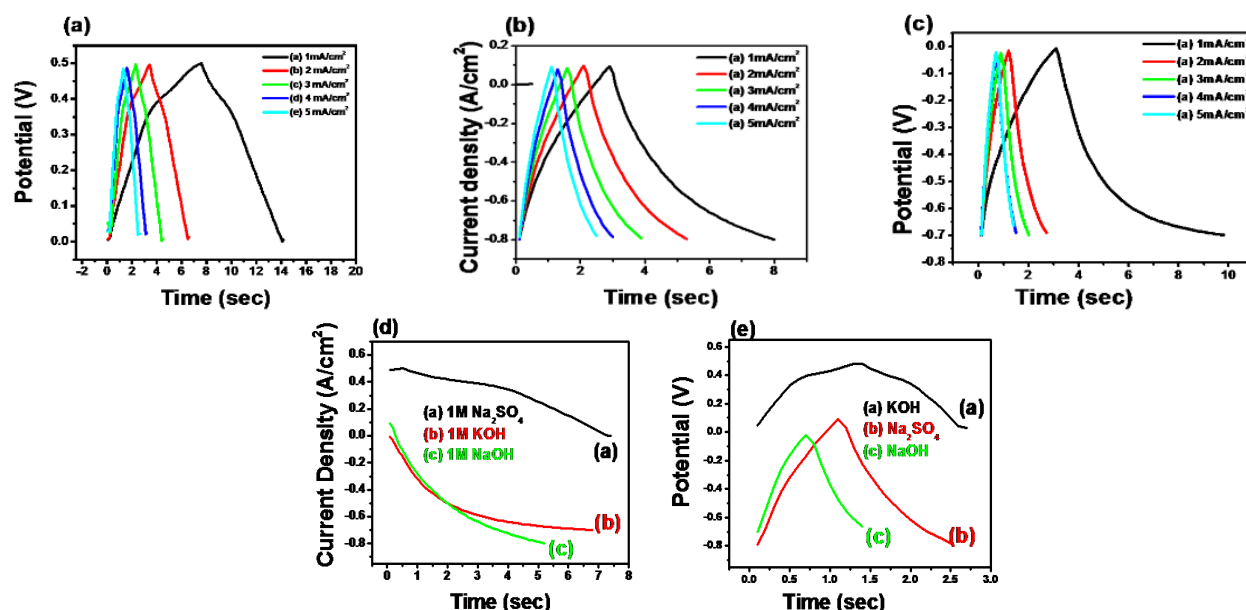 (a)
(a) 1mA/cm²
(b) 2 mA/cm²
(c) 3 mA/cm²
(d) 4 mA/cm²
(e) 5 mA/cm²
Potential (V)
0.5
0.4
0.3
0.2
0.1
0.0
-4 -2 0 2 4 6 8 10 12 14 16 18 20
Time (sec)
(b)
(a) 1mA/cm²
(a) 2mA/cm²
(a) 3mA/cm²
(a) 4mA/cm²
(a) 5mA/cm²
Current density (A/cm²)
0.2
0.0
-0.2
-0.4
-0.6
-0.8
0 2 4 6 8
Time (sec)
(c)
(a) 1mA/cm
(a) 2mA/cm
(a) 3mA/cm
(a) 4mA/cm
(a) 5mA/cm
Potential (V)
0.0
-0.1
-0.2
-0.3
-0.4
-0.5
-0.6
-0.7
-0.8
0 2 4 6 8 10
Time (sec)
(d)
Current Density (A/cm²)
0.6
0.4
0.2
0.0
-0.2
-0.4
-0.6
-0.8
(a) 1M Na₂SO₄
(b) 1M KOH
(c) 1M NaOH
(a)
(b)
(c)
0 1 2 3 4 5 6 7 8
Time (sec)
(e)
Potential (V)
0.8
0.4
0.0
-0.4
-0.8
(a) KOH
(b) Na₂SO₄
(c) NaOH
(a)
(c)
(b)
0.0 0.5 1.0 1.5 2.0 2.5 3.0
Time (sec)